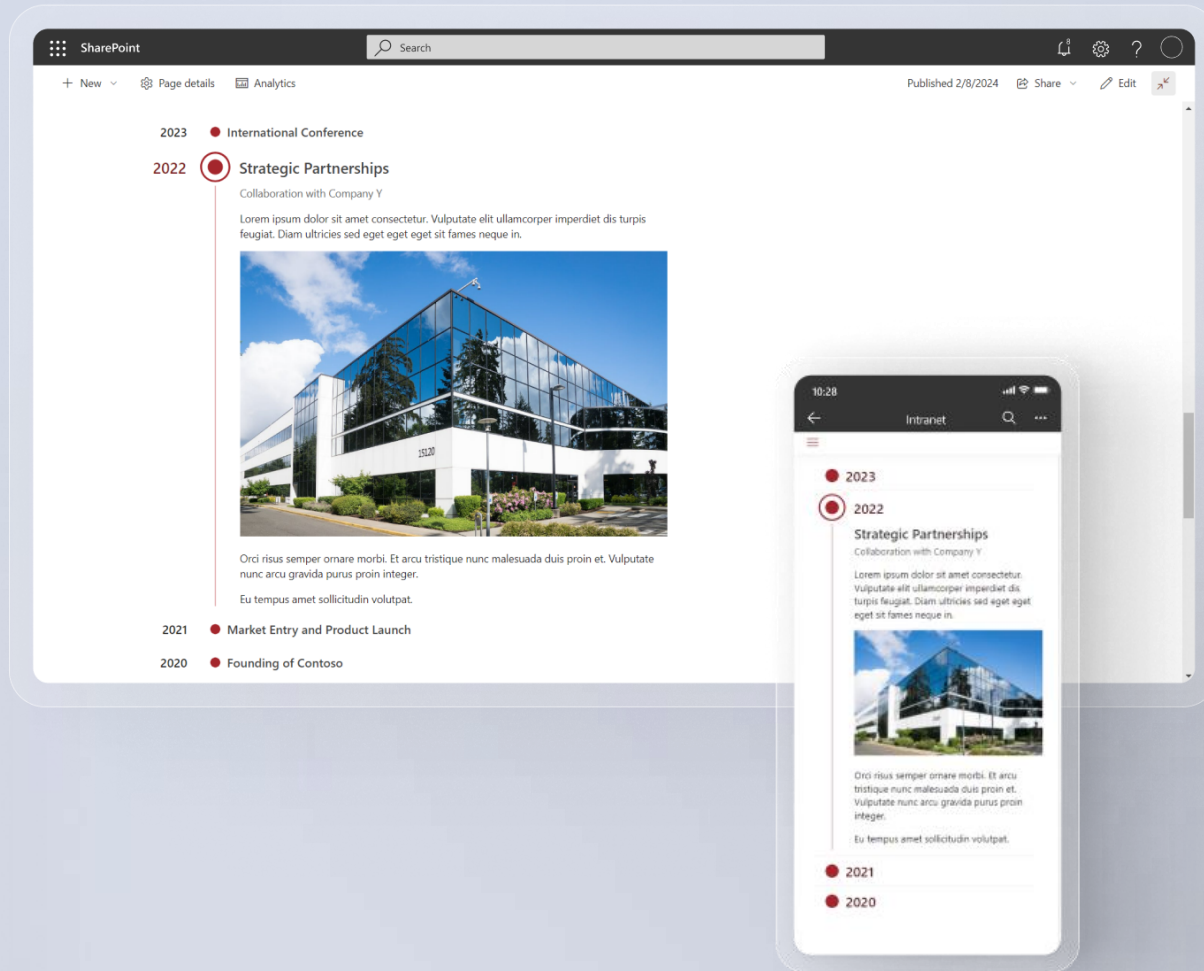 SharePoint
Search
8
New
Page details
Analytics
Published 2/8/2024
Share
Edit
2023 International Conference
2022 Strategic Partnerships
Collaboration with Company Y
Lorem ipsum dolor sit amet consectetur. Vulputate elit ullamcorper imperdiet dis turpis
feugiat. Diam ultricies sed eget eget eget sit fames neque in.
15120
Orci risus semper ornare morbi. Et arcu tristique nunc malesuada duis proin et. Vulputate
nunc arcu gravida purus proin integer.
Eu tempus amet sollicitudin volutpat.
2021 Market Entry and Product Launch
2020 Founding of Contoso
10:28
Intranet
2023
2022
Strategic Partnerships
Collaboration with Company Y
Lorem ipsum dolor sit amet consectetur.
Vulputate elit ullamcorper imperdiet dis
turpis feugiat. Diam ultricies sed eget eget
eget sit fames neque in.
Orci risus semper ornare morbi. Et arcu
tristique nunc malesuada duis proin et.
Vulputate nunc arcu gravida purus proin
integer.
Eu tempus amet sollicitudin volutpat.
2021
2020